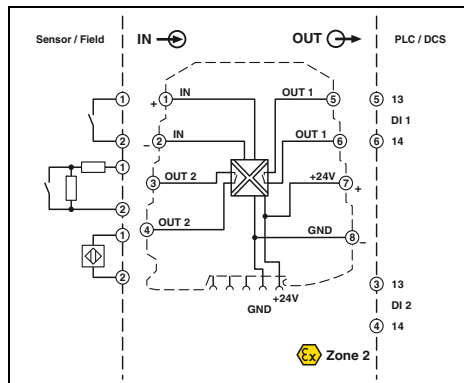 Sensor / Field
IN
OUT
PLC / DCS
1
+
1
IN
OUT 1
5
5
13
DI 1
2
–
2
IN
OUT 1
6
6
14
1
3
OUT 2
+24V
7
+
2
4
OUT 2
GND
8
–
1
2
GND
+24V
3
13
DI 2
4
14
Ex
Zone 2